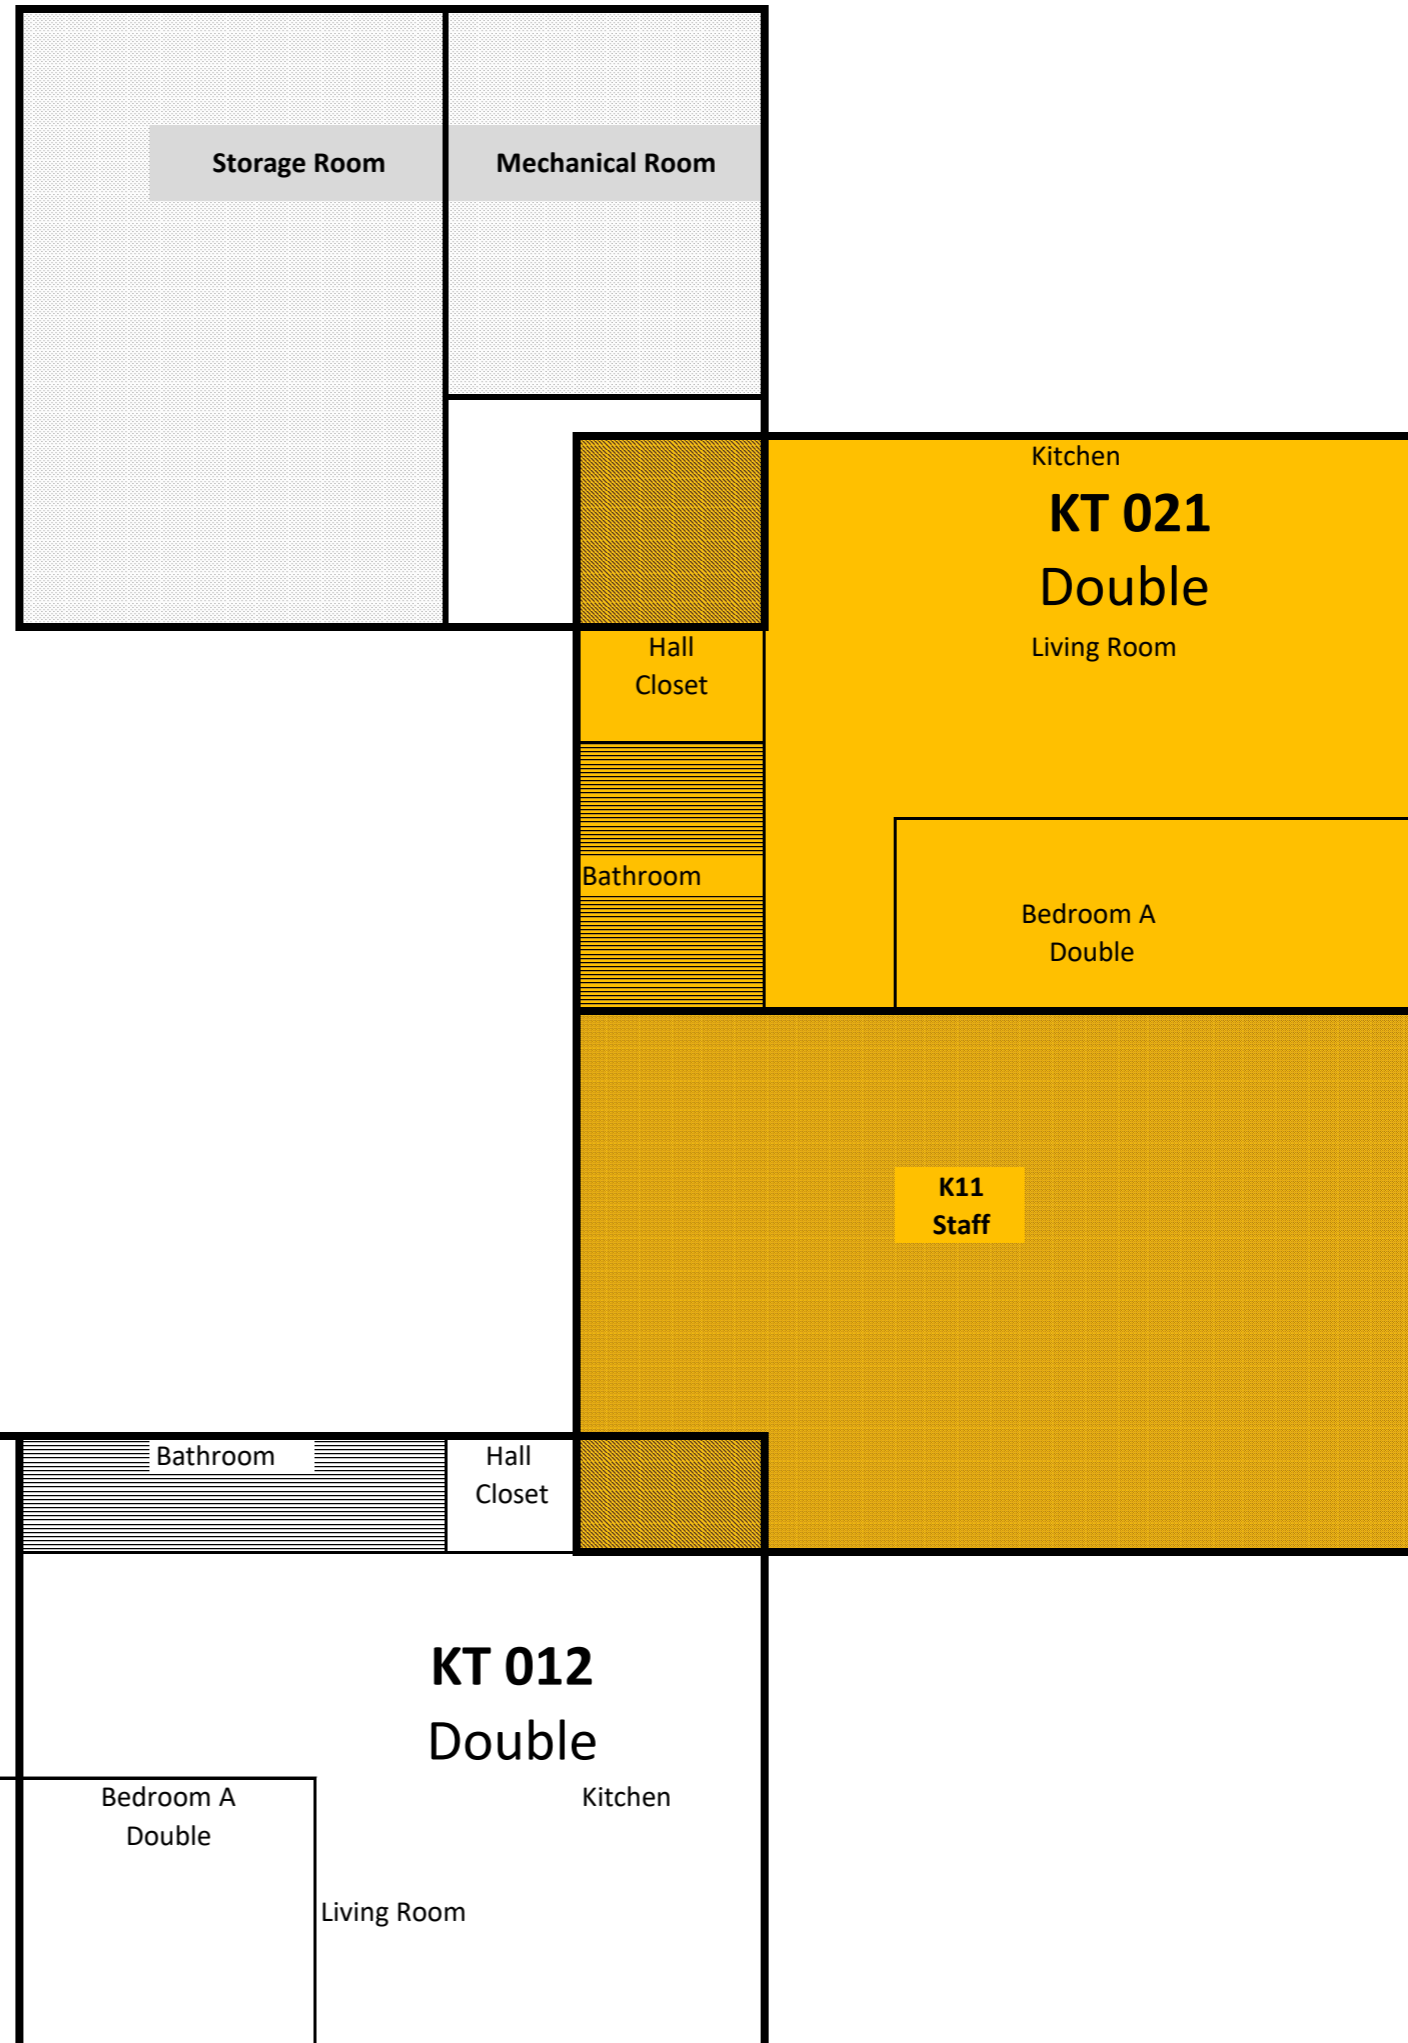 Storage Room
Mechanical Room
Kitchen
KT 021
Double
Hall
Closet
Living Room
Bathroom
Bedroom A
Double
K11
Staff
Bathroom
Hall
Closet
KT 012
Double
Bedroom A
Double
Kitchen
Living Room